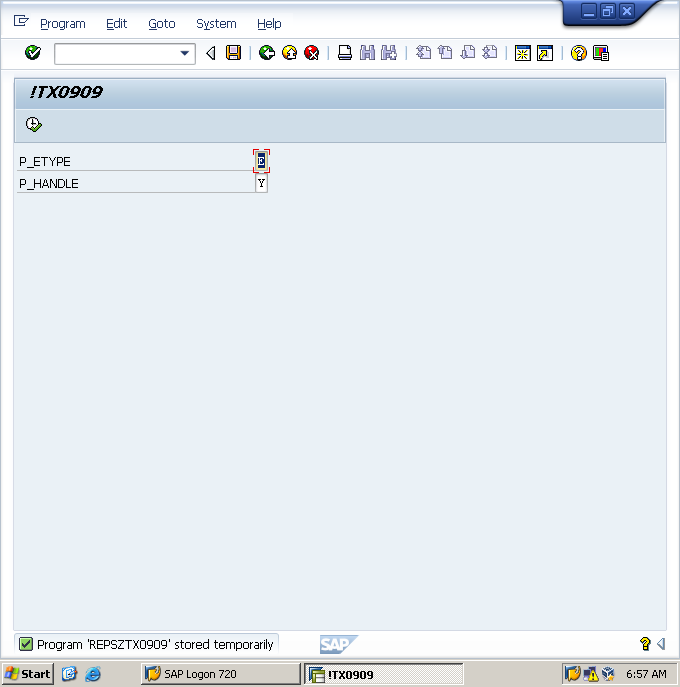 Program Edit Goto System Help
!TX0909
P_ETYPE E
P_HANDLE Y
Program 'REPSZTX0909' stored temporarily SAP
Start SAP Logon 720 !TX0909 6:57 AM